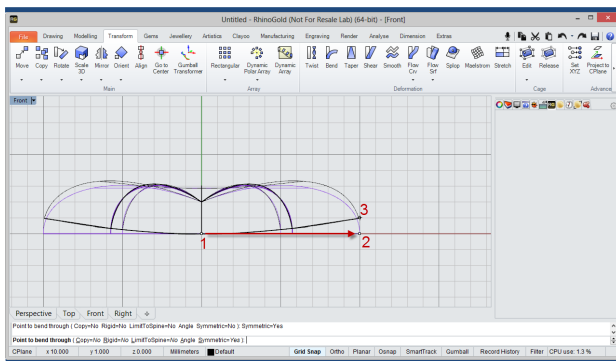 Untitled - RhinoGold (Not For Resale Lab) (64-bit) - [Front]
File Drawing Modelling Transform Gems Jewellery Artistics Clayoo Manufacturing Engraving Render Analyse Dimension Extras
Move Copy Rotate Scale 3D Mirror Orient Align Go to Center Gumball Transformer Rectangular Dynamic Polar Array Dynamic Array Twist Bend Taper Shear Smooth Flow Crv Flow Srf Splop Maelstrom Stretch Edit Release Set XYZ Project to CPlane
Main Array Deformation Cage Advance
Front
3
1
2
Perspective Top Front Right
Point to bend through ( Copy=No Rigid=No LimitToSpine=No Angle Symmetric=No ): Symmetric=Yes
Point to bend through ( Copy=No Rigid=No LimitToSpine=No Angle Symmetric=Yes ):
CPlane x 10.000 y 1.000 z 0.000 Millimeters Default Grid Snap Ortho Planar Osnap SmartTrack Gumball Record History Filter CPU use: 1.3 %